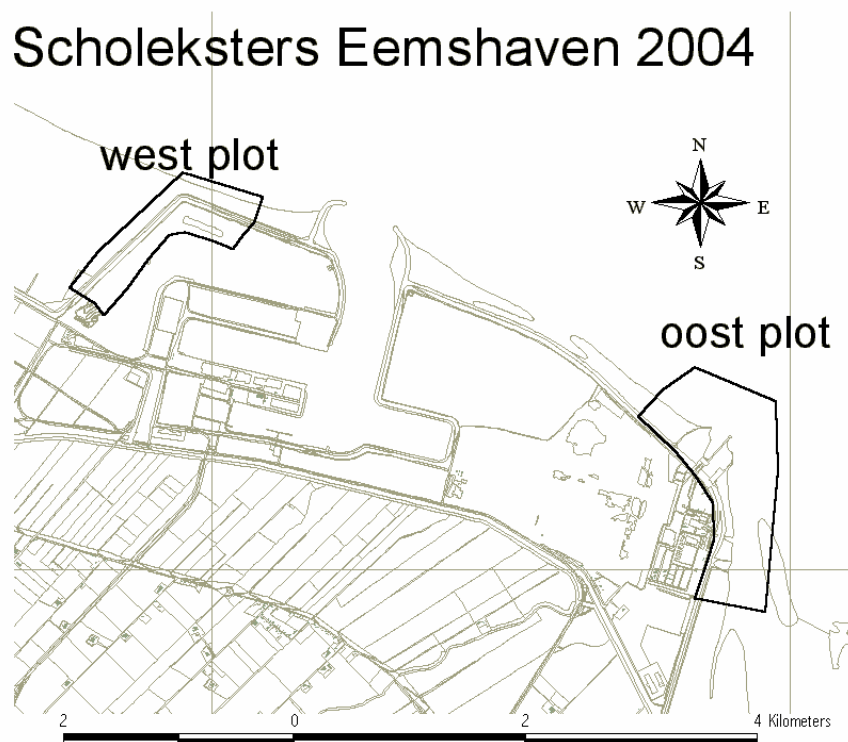 Scholeksters Eemshaven 2004
west plot
N
W E
S
oost plot
2 0 2 4 Kilometers